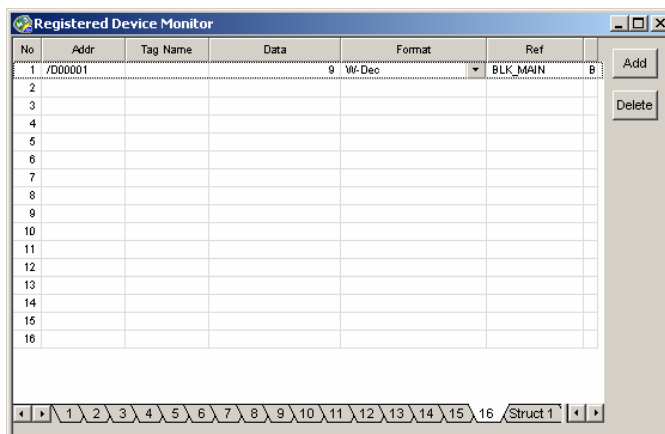 Registered Device Monitor
No Addr Tag Name Data Format Ref
1 /D00001 9 W-Dec BLK_MAIN B
Add
2
3
Delete
4
5
6
7
8
9
10
11
12
13
14
15
16
1 2 3 4 5 6 7 8 9 10 11 12 13 14 15 16 Struct 1